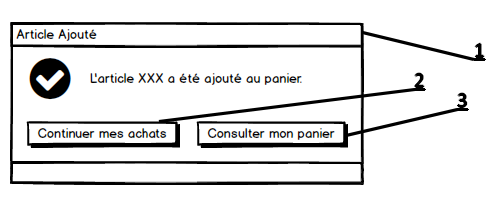 Article Ajouté
1
L'article XXX a été ajouté au panier.
2
3
Continuer mes achats
Consulter mon panier